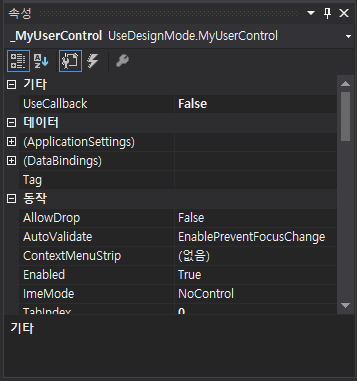 속성
_MyUserControl UseDesignMode.MyUserControl
기타
UseCallback False
데이터
(ApplicationSettings)
(DataBindings)
Tag
동작
AllowDrop False
AutoValidate EnablePreventFocusChange
ContextMenuStrip (없음)
Enabled True
ImeMode NoControl
TabIndex 0
기타